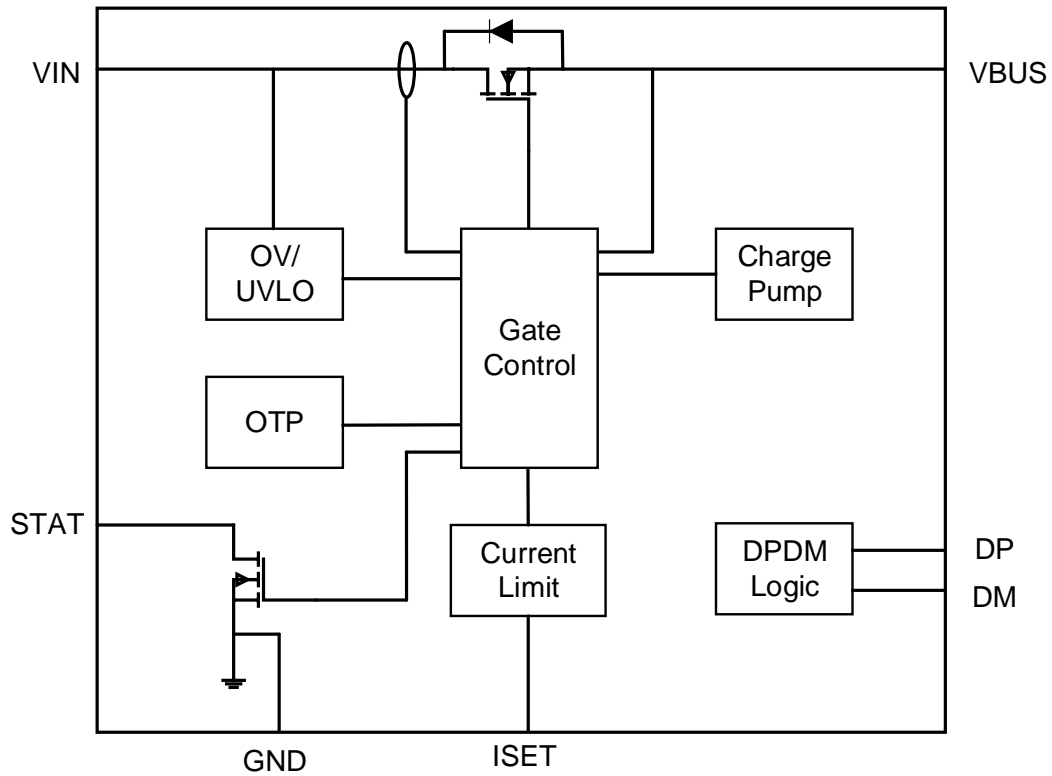 VIN
VBUS
OV/
UVLO
Charge
Pump
Gate
Control
OTP
STAT
Current
Limit
DPDM
Logic
DP
DM
GND
ISET